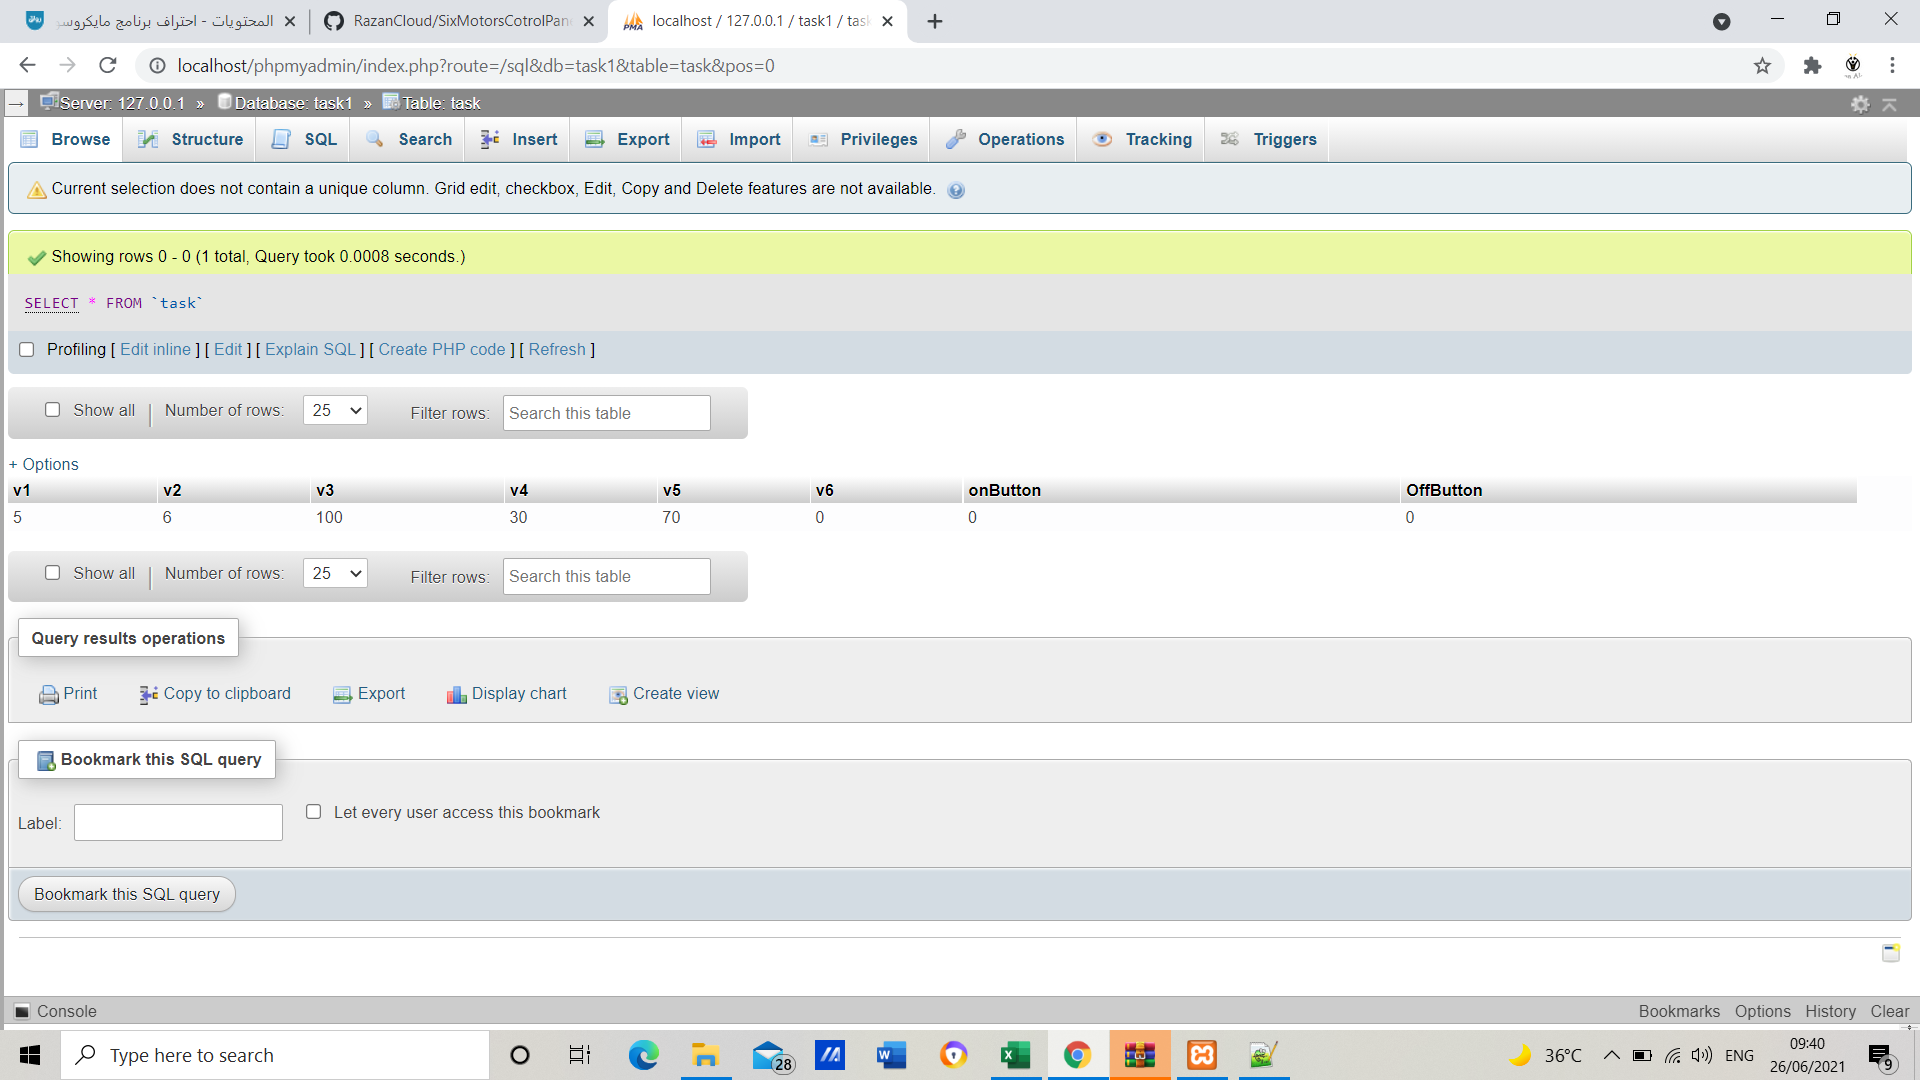 المحتويات - احتراف برنامج مايكروسو
RazanCloud/SixMotorsCotrolPan
localhost / 127.0.0.1 / task1 / task
localhost/phpmyadmin/index.php?route=/sql&db=task1&table=task&pos=0
Server: 127.0.0.1 » Database: task1 » Table: task
Browse Structure SQL Search Insert Export Import Privileges Operations Tracking Triggers
Current selection does not contain a unique column. Grid edit, checkbox, Edit, Copy and Delete features are not available.
Showing rows 0 - 0 (1 total, Query took 0.0008 seconds.)
SELECT * FROM `task`
Profiling [ Edit inline ] [ Edit ] [ Explain SQL ] [ Create PHP code ] [ Refresh ]
Show all | Number of rows: 25 Filter rows: Search this table
+ Options
v1 v2 v3 v4 v5 v6 onButton OffButton
5 6 100 30 70 0 0 0
Show all | Number of rows: 25 Filter rows: Search this table
Query results operations
Print Copy to clipboard Export Display chart Create view
Bookmark this SQL query
Label: Let every user access this bookmark
Bookmark this SQL query
Console Bookmarks Options History Clear
Type here to search 28 36°C ENG 09:40
26/06/2021 9